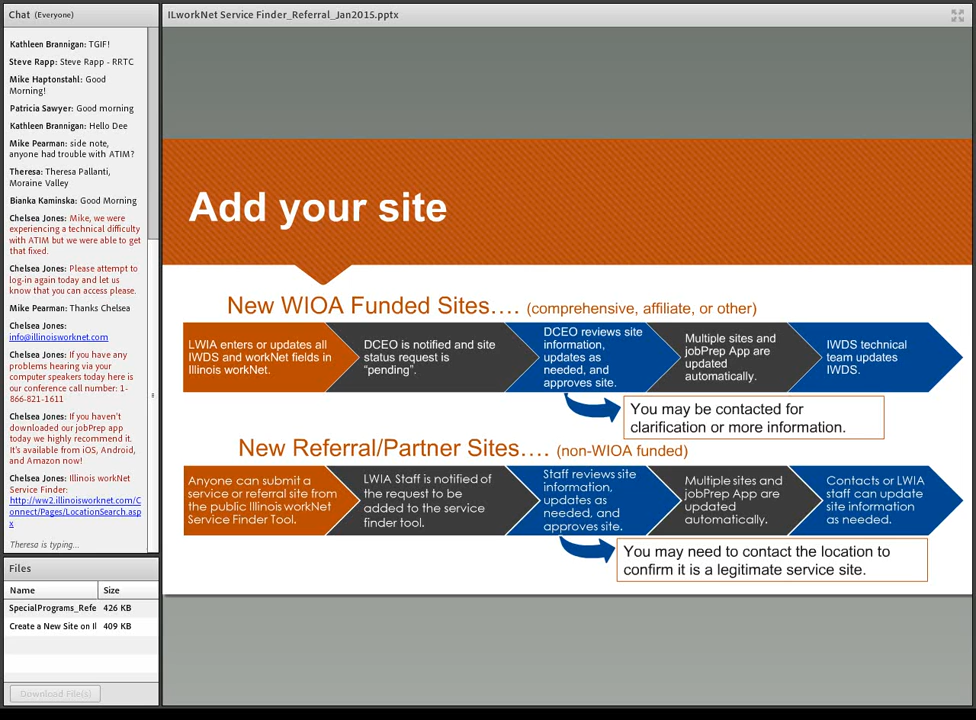 Chat (Everyone)
Kathleen Brannigan: TGIF!
Steve Rapp: Steve Rapp - RRTC
Mike Haptonstahl: Good
Morning!
Patricia Sawyer: Good morning
Kathleen Brannigan: Hello Dee
Mike Pearman: side note,
anyone had trouble with ATIM?
Theresa: Theresa Pallanti,
Moraine Valley
Bianka Kaminska: Good Morning
Chelsea Jones: Mike, we were
experiencing a technical difficulty
with ATIM but we were able to get
that fixed.
Chelsea Jones: Please attempt to
log-in again today and let us
know that you can access please.
Mike Pearman: Thanks Chelsea
Chelsea Jones:
info@illinoisworknet.com
Chelsea Jones: If you have any
problems hearing via your
computer speakers today here is
our conference call number: 1-
866-821-1611
Chelsea Jones: If you haven't
downloaded our jobPrep app
today we highly recommend it.
It's available from iOS, Android,
and Amazon now!
Chelsea Jones: Illinois workNet
Service Finder:
http://ww2.illinoisworknet.com/C
onnect/Pages/LocationSearch.asp
x
Theresa is typing...
Files
Name Size
SpecialPrograms_Refe 426 KB
Create a New Site on Il 409 KB
Download File(s)
ILworkNet Service Finder_Referral_Jan2015.pptx
Add your site
New WIOA Funded Sites.... (comprehensive, affiliate, or other)
LWIA enters or updates all
IWDS and workNet fields in
Illinois workNet.
DCEO is notified and site
status request is
“pending”.
DCEO reviews site
information,
updates as
needed, and
approves site.
Multiple sites and
jobPrep App are
updated
automatically.
IWDS technical
team updates
IWDS.
You may be contacted for
clarification or more information.
New Referral/Partner Sites.... (non-WIOA funded)
Anyone can submit a
service or referral site from
the public Illinois workNet
Service Finder Tool.
LWIA Staff is notified of
the request to be
added to the service
finder tool.
Staff reviews site
information,
updates as
needed, and
approves site.
Multiple sites and
jobPrep App are
updated
automatically.
Contacts or LWIA
staff can update
site information
as needed.
You may need to contact the location to
confirm it is a legitimate service site.